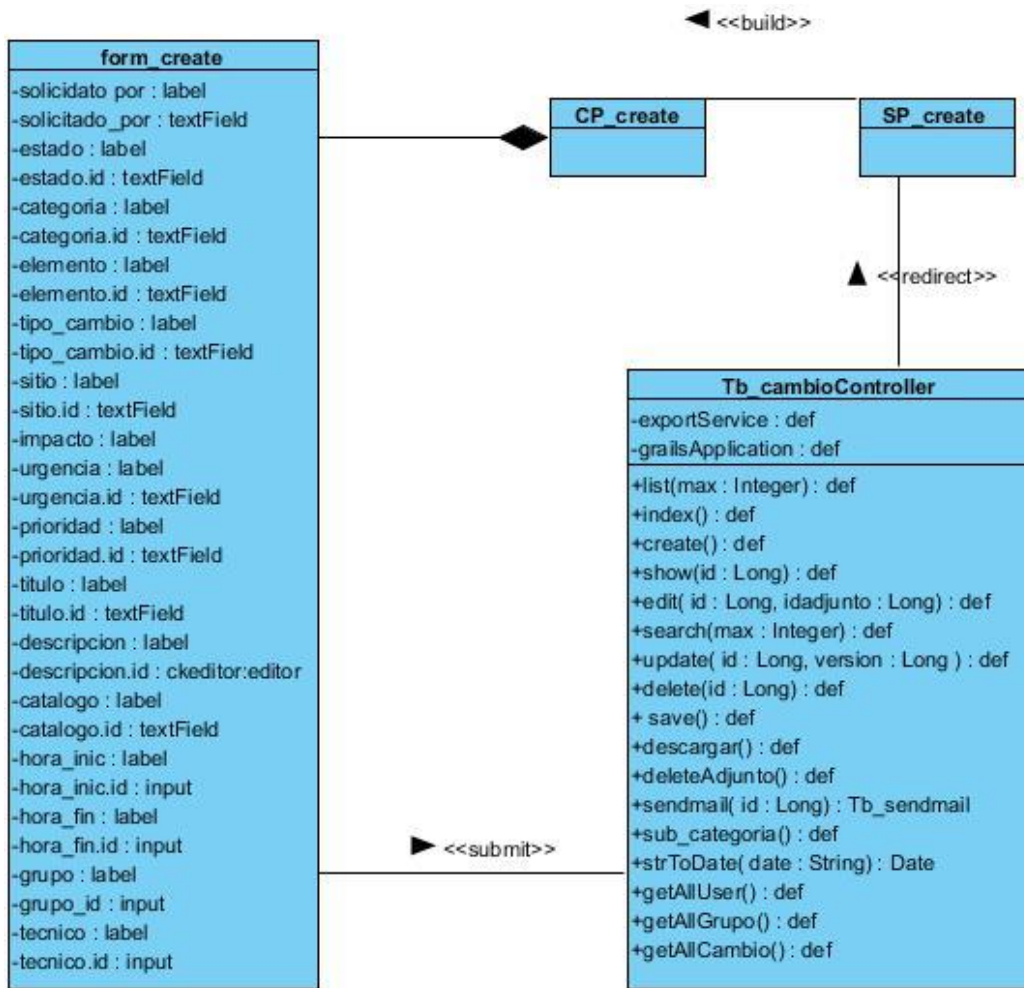 <<build>>
form_create
-solicidato por : label
-solicitado_por : textField
-estado : label
-estado.id : textField
-categoria : label
-categoria.id : textField
-elemento : label
-elemento.id : textField
-tipo_cambio : label
-tipo_cambio.id : textField
-sitio : label
-sitio.id : textField
-impacto : label
-urgencia : label
-urgencia.id : textField
-prioridad : label
-prioridad.id : textField
-titulo : label
-titulo.id : textField
-descripcion : label
-descripcion.id : ckeditor:editor
-catalogo : label
-catalogo.id : textField
-hora_inic : label
-hora_inic.id : input
-hora_fin : label
-hora_fin.id : input
-grupo : label
-grupo_id : input
-tecnico : label
-tecnico.id : input
CP_create
SP_create
<<redirect>>
Tb_cambioController
-exportService : def
-grailsApplication : def
+list(max : Integer) : def
+index() : def
+create() : def
+show(id : Long) : def
+edit( id : Long, idadjunto : Long) : def
+search(max : Integer) : def
+update( id : Long, version : Long ) : def
+delete(id : Long) : def
+ save() : def
+descargar() : def
+deleteAdjunto() : def
+sendmail( id : Long) : Tb_sendmail
+sub_categoria() : def
+strToDate( date : String) : Date
+getAllUser() : def
+getAllGrupo() : def
+getAllCambio() : def
<<submit>>